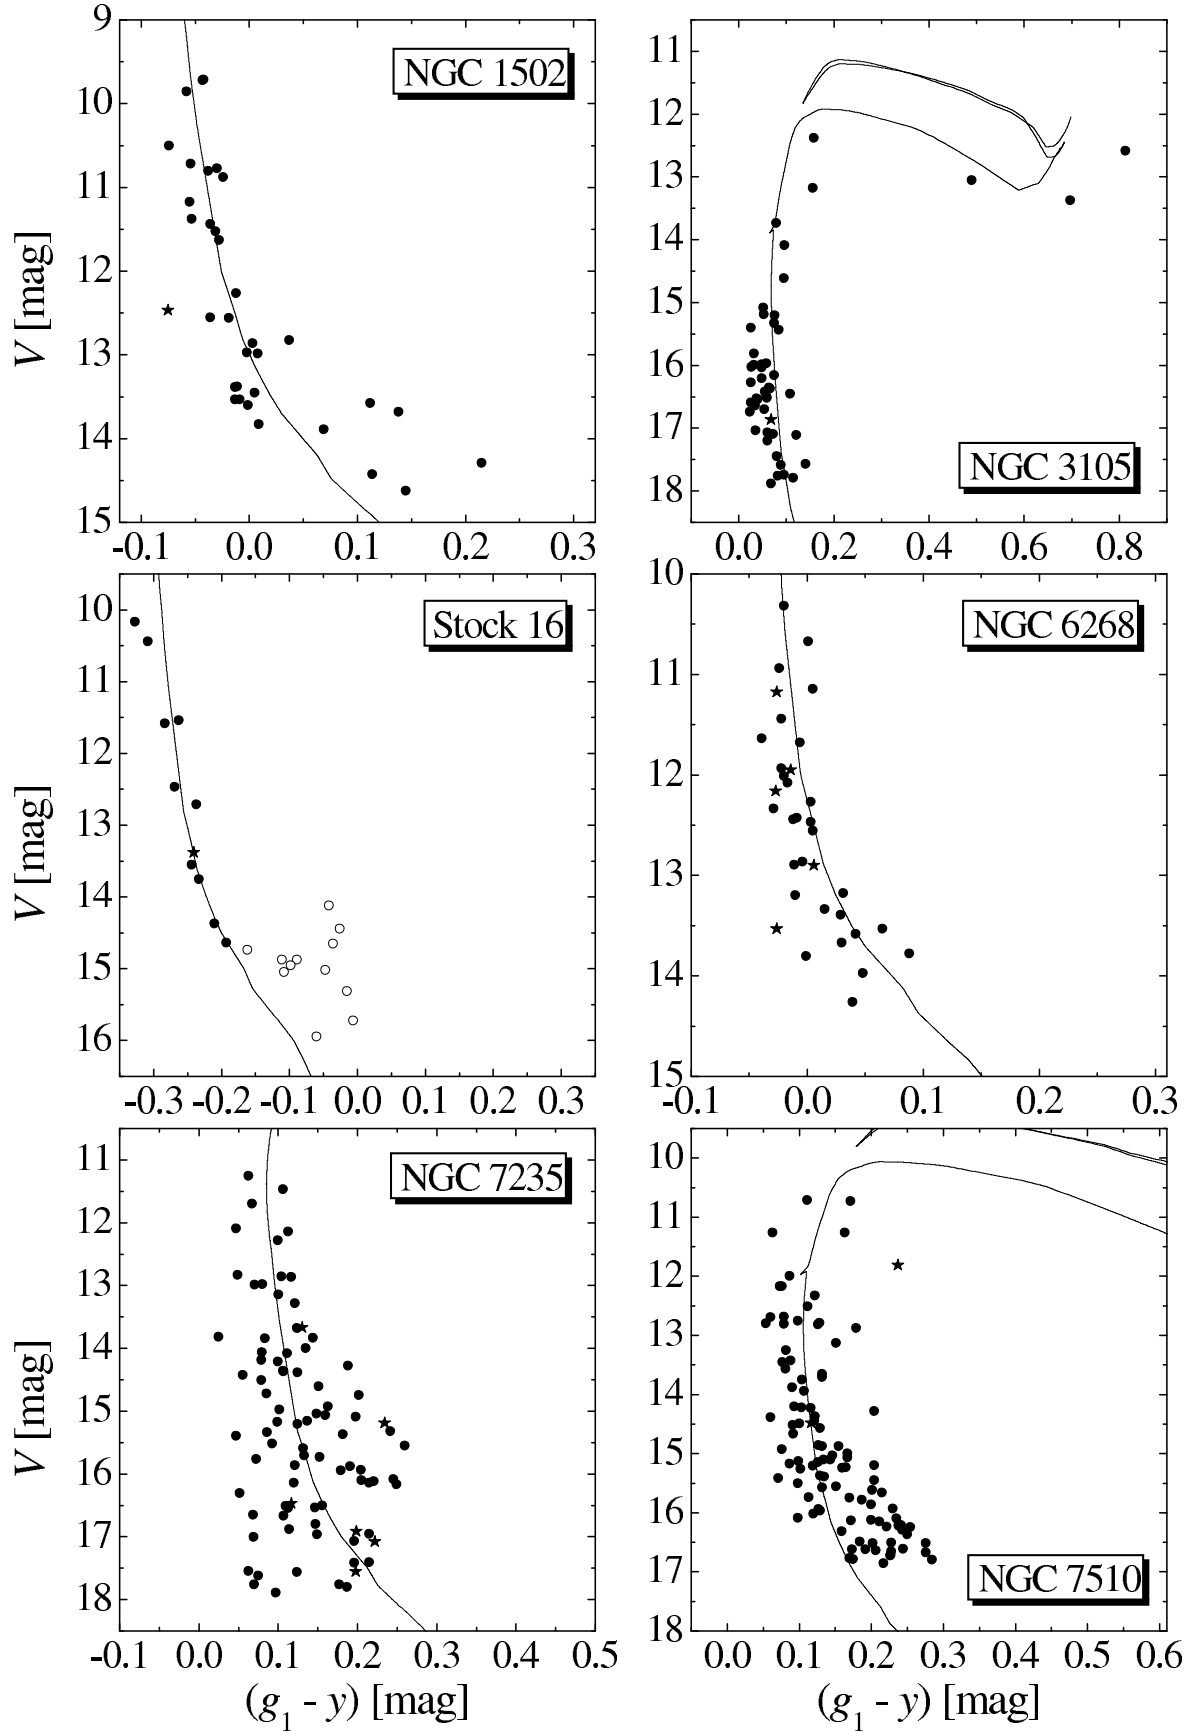 9
10
11
12
13
14
15
V [mag]
NGC 1502
-0.1 0.0 0.1 0.2 0.3
11
12
13
14
15
16
17
18
NGC 3105
0.0 0.2 0.4 0.6 0.8
10
11
12
13
14
15
16
V [mag]
Stock 16
-0.3 -0.2 -0.1 0.0 0.1 0.2 0.3
10
11
12
13
14
15
NGC 6268
-0.1 0.0 0.1 0.2 0.3
11
12
13
14
15
16
17
18
V [mag]
NGC 7235
-0.1 0.0 0.1 0.2 0.3 0.4 0.5
(g1 - y) [mag]
10
11
12
13
14
15
16
17
18
NGC 7510
0.0 0.1 0.2 0.3 0.4 0.5 0.6
(g1 - y) [mag]